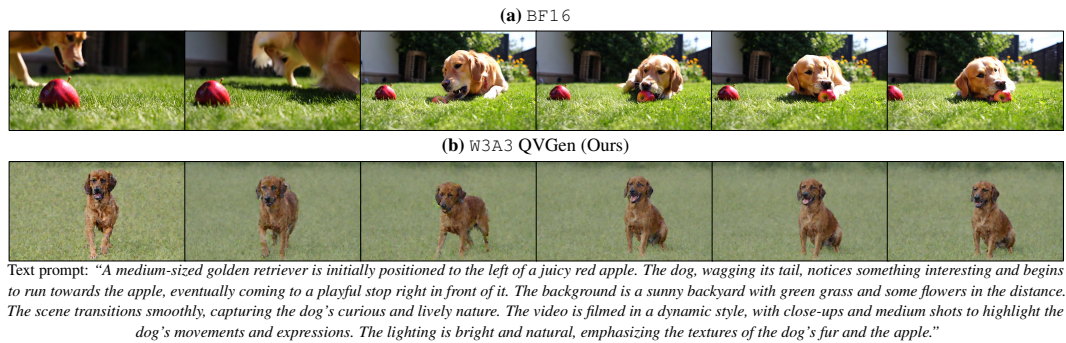 (a) BF16
(b) W3A3 QVGen (Ours)
Text prompt: “A medium-sized golden retriever is initially positioned to the left of a juicy red apple. The dog, wagging its tail, notices something interesting and begins
to run towards the apple, eventually coming to a playful stop right in front of it. The background is a sunny backyard with green grass and some flowers in the distance.
The scene transitions smoothly, capturing the dog’s curious and lively nature. The video is filmed in a dynamic style, with close-ups and medium shots to highlight the
dog’s movements and expressions. The lighting is bright and natural, emphasizing the textures of the dog’s fur and the apple.”